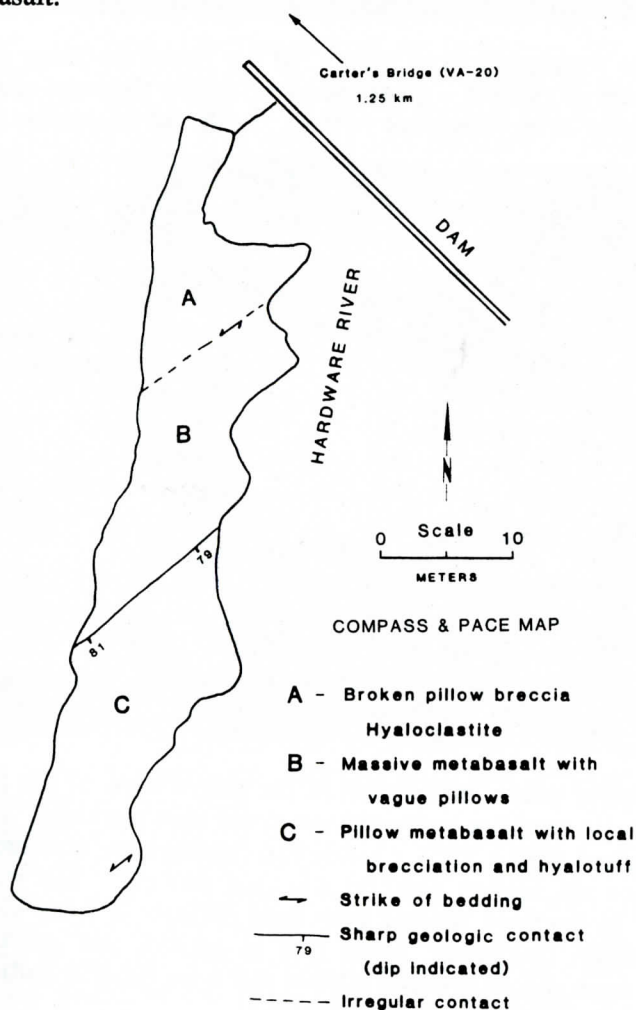 asalt.
Carter's Bridge (VA-20)
1.25 km
DAM
A
HARDWARE RIVER
B
N
Scale
0 10
METERS
79
81
COMPASS & PACE MAP
C
A - Broken pillow breccia
Hyaloclastite
B - Massive metabasalt with
vague pillows
C - Pillow metabasalt with local
brecciation and hyalotuff
Strike of bedding
79 Sharp geologic contact
(dip indicated)
Irregular contact